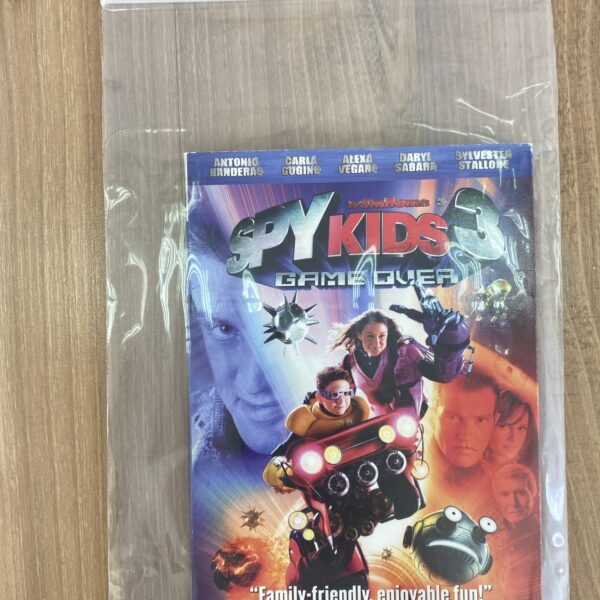 ANTONIO BANDERAS CARLA GUGINO ALEXA VEGA DARYL SABARA SYLVESTER STALLONE
SPY KIDS 3
GAME OVER
"Family-friendly, enjoyable fun!"